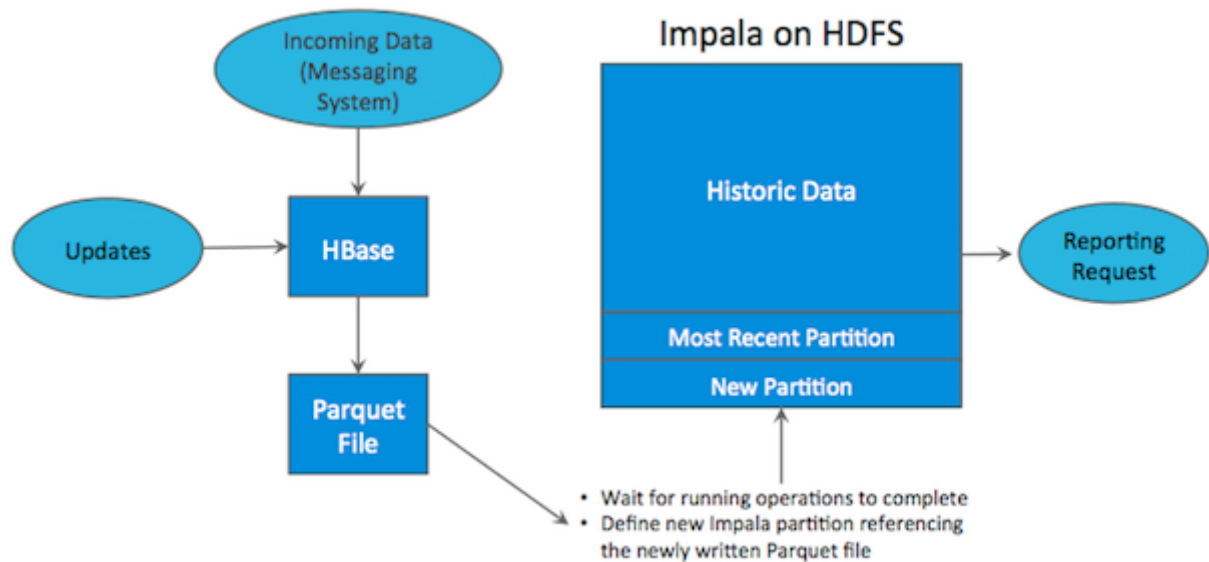 Impala on HDFS
Incoming Data
(Messaging
System)
Historic Data
Updates
HBase
Reporting
Request
Most Recent Partition
New Partition
Parquet
File
• Wait for running operations to complete
• Define new Impala partition referencing
the newly written Parquet file